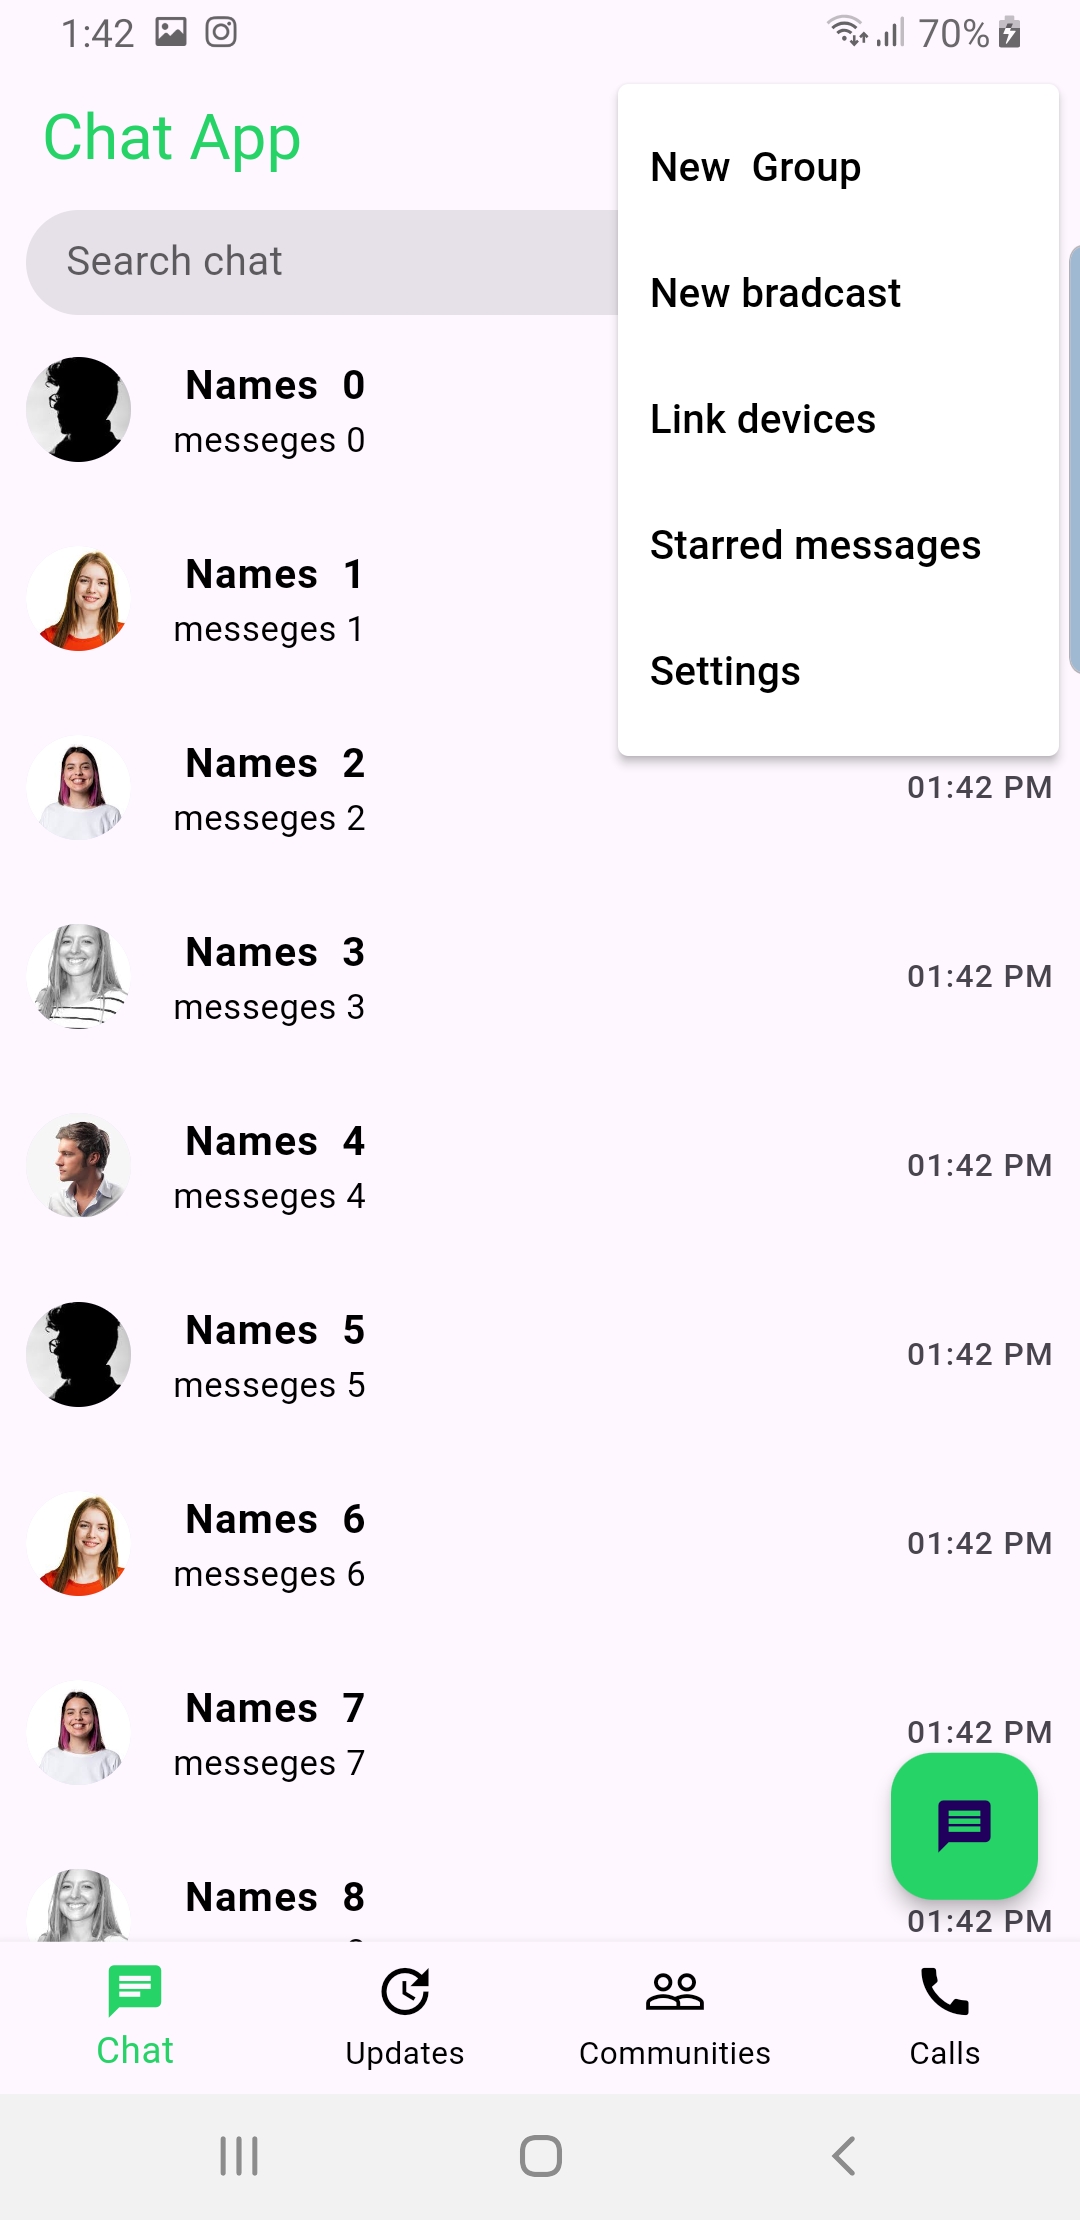 1:42 70%
Chat App
New  Group
Search chat
New bradcast
Names  0
messeges 0
Link devices
Starred messages
Names  1
messeges 1
Settings
Names  2
messeges 2
01:42 PM
Names  3
messeges 3
01:42 PM
Names  4
messeges 4
01:42 PM
Names  5
messeges 5
01:42 PM
Names  6
messeges 6
01:42 PM
Names  7
messeges 7
01:42 PM
Names  8
01:42 PM
Chat Updates Communities Calls